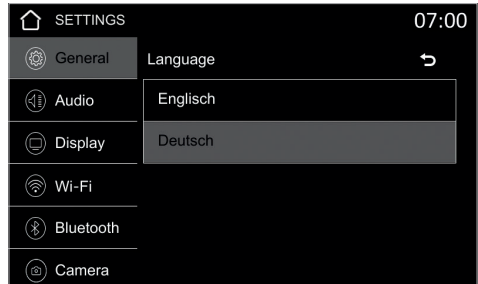 SETTINGS 07:00
General
Language
Audio
Englisch
Display
Deutsch
Wi-Fi
Bluetooth
Camera